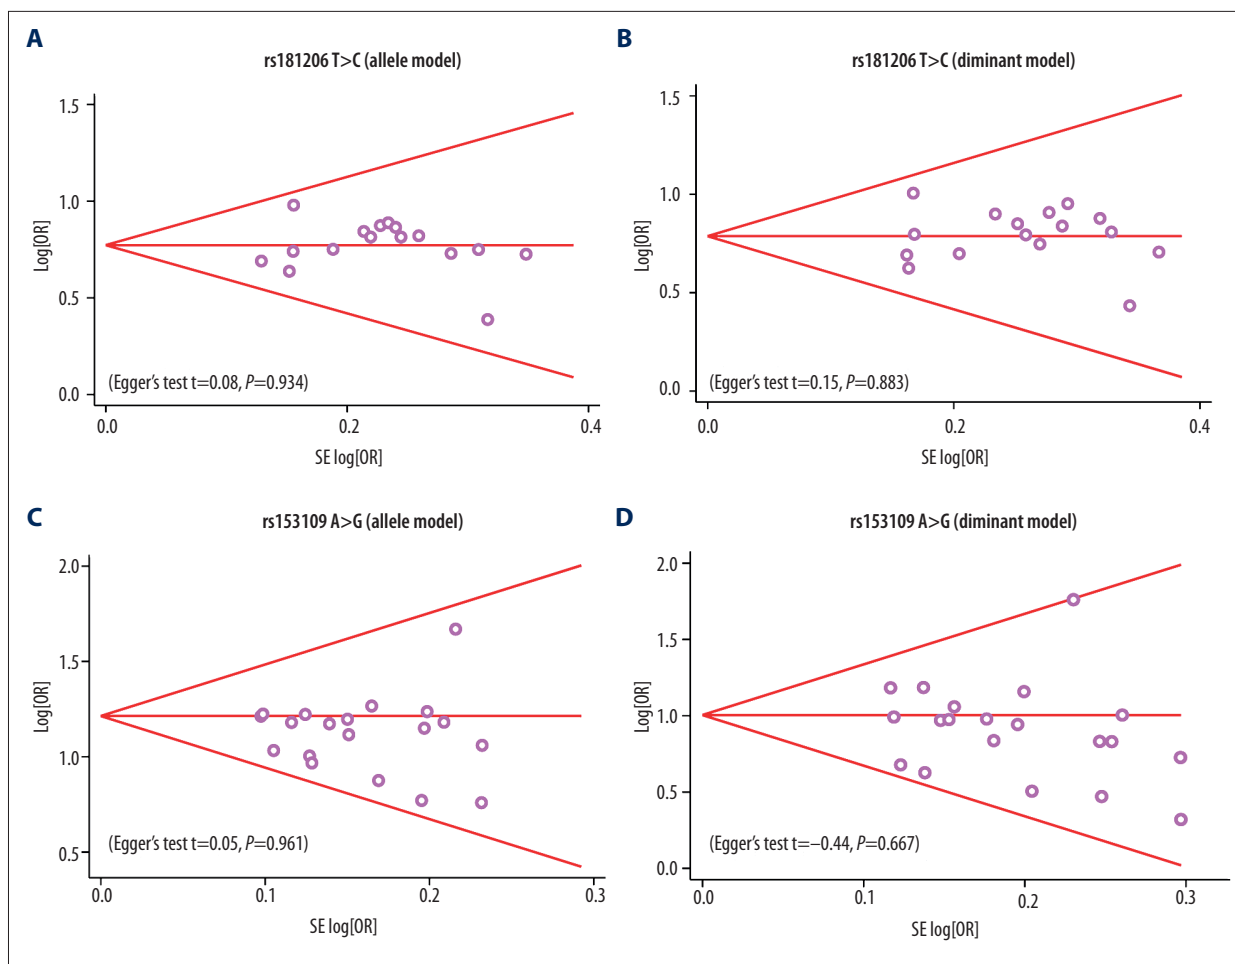 A
rs181206 T>C (allele model)
1.5
1.0
0.5
0.0
Log[OR]
(Egger's test t=0.08, P=0.934)
0.0 0.2 0.4
SE log[OR]
B
rs181206 T>C (diminant model)
1.5
1.0
0.5
0.0
Log[OR]
(Egger's test t=0.15, P=0.883)
0.0 0.2 0.4
SE log[OR]
C
rs153109 A>G (allele model)
2.0
1.5
1.0
0.5
Log[OR]
(Egger's test t=0.05, P=0.961)
0.0 0.1 0.2 0.3
SE log[OR]
D
rs153109 A>G (diminant model)
2.0
1.5
1.0
0.5
0.0
Log[OR]
(Egger's test t=−0.44, P=0.667)
0.0 0.1 0.2 0.3
SE log[OR]